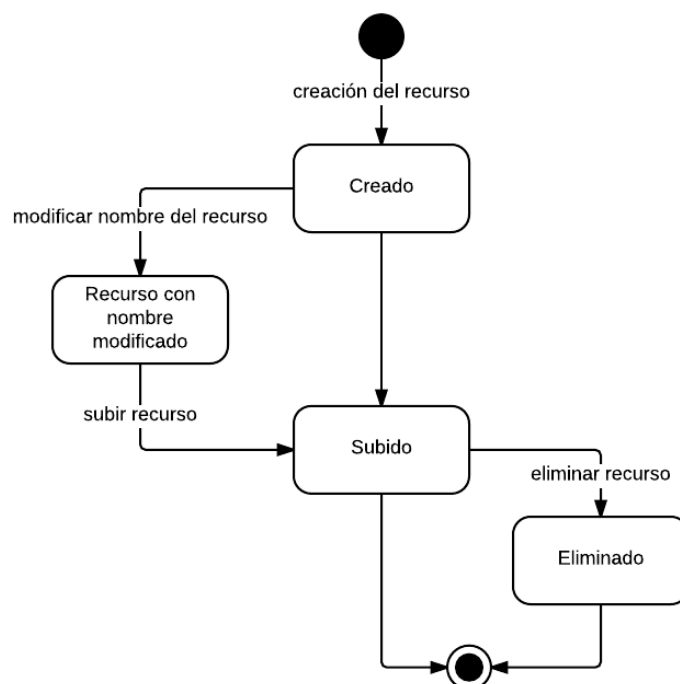 creación del recurso
Creado
modificar nombre del recurso
Recurso con
nombre
modificado
subir recurso
Subido
eliminar recurso
Eliminado